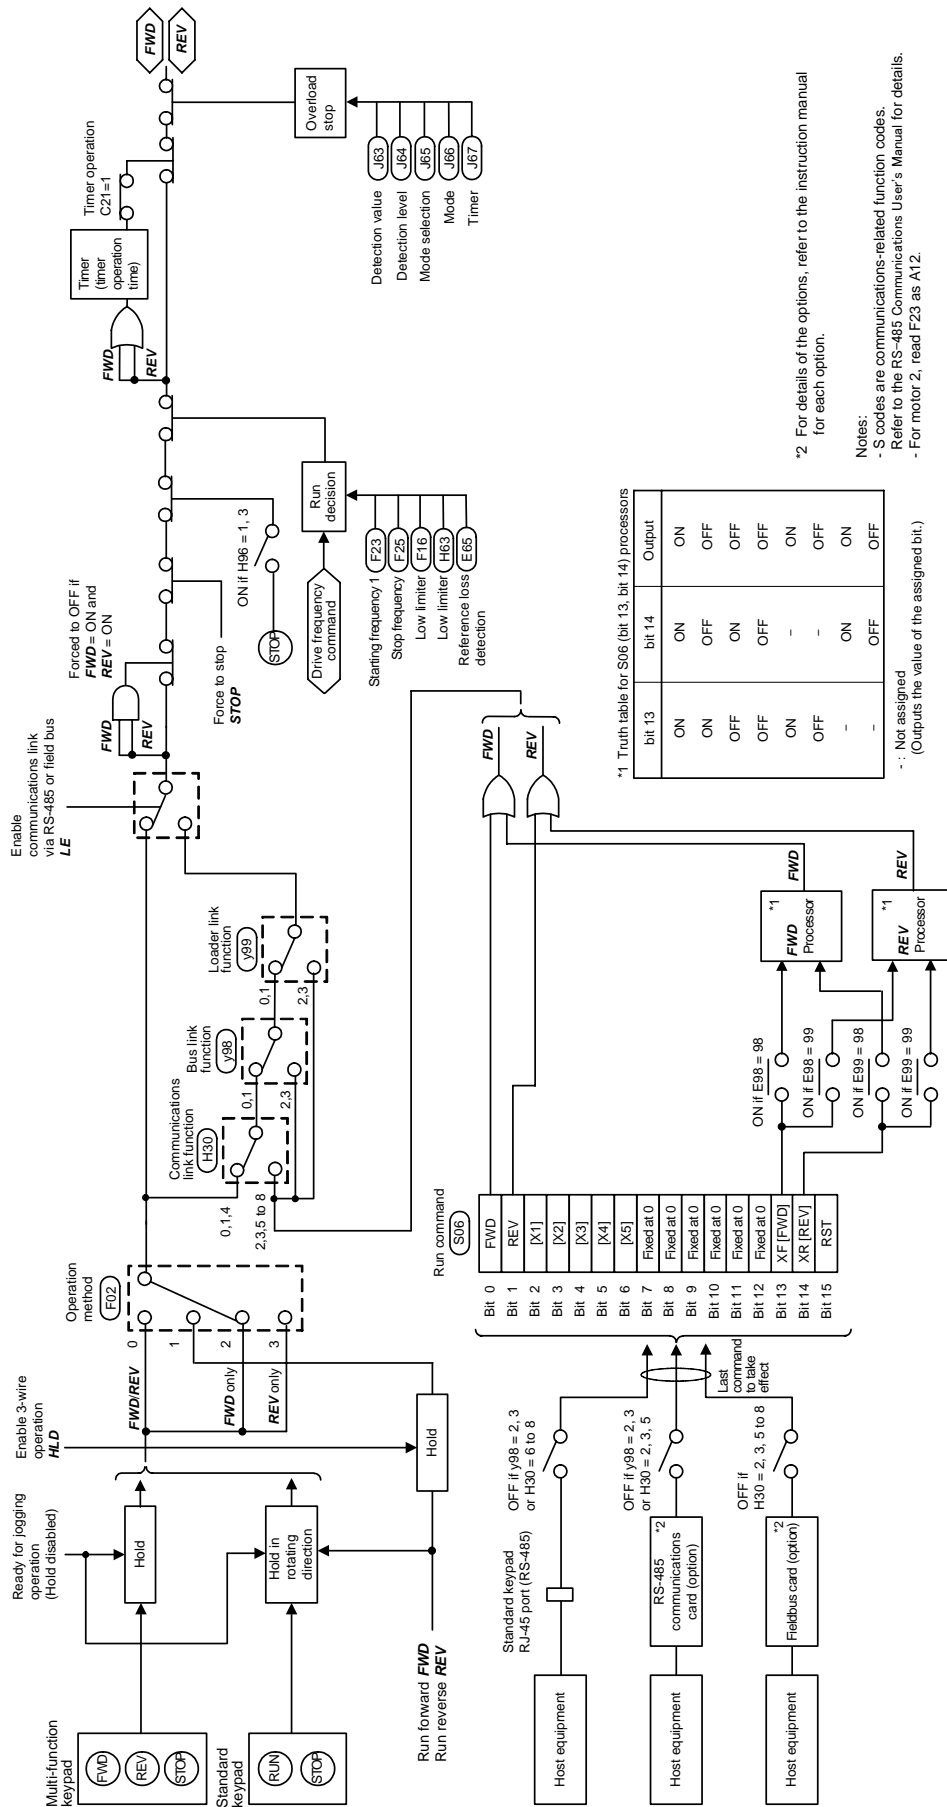 Multi-function
keypad
FWD
REV
STOP
Standard
keypad
RUN
STOP
Ready for jogging
operation
(Hold disabled)
Hold
Hold in
rotating
direction
Run forward FWD
Run reverse REV
Enable 3-wire
operation
HLD
Hold
Operation
method
F02
FWD/REV
0
1
FWD only
2
REV only
3
Communications
link function
H30
0,1,4
2,3,5 to 8
Bus link
function
y98
0,1
2,3
Loader link
function
y99
0,1
2,3
Enable
communications link
via RS-485 or field bus
LE
FWD
REV
Forced to OFF if
FWD = ON and
REV = ON
Force to stop
STOP
ON if H96 = 1, 3
STOP
Drive frequency
command
Run
decision
F23
F25
F16
H63
E65
Starting frequency 1
Stop frequency
Low limiter
Low limiter
Reference loss
detection
FWD
REV
Timer
(timer
operation
time)
Timer operation
C21=1
FWD
REV
Overload
stop
J63
J64
J65
J66
J67
Detection value
Detection level
Mode selection
Mode
Timer
Host equipment
Standard keypad
RJ-45 port (RS-485)
OFF if y98 = 2, 3
or H30 = 6 to 8
Host equipment
RS-485
communications
card (option)
*2
OFF if y98 = 2, 3
or H30 = 2, 3, 5
Host equipment
Fieldbus card (option)
*2
OFF if
H30 = 2, 3, 5 to 8
Last
command
to take
effect
Run command
S06
Bit 0 FWD
Bit 1 REV
Bit 2 [X1]
Bit 3 [X2]
Bit 4 [X3]
Bit 5 [X4]
Bit 6 [X5]
Bit 7 Fixed at 0
Bit 8 Fixed at 0
Bit 9 Fixed at 0
Bit 10 Fixed at 0
Bit 11 Fixed at 0
Bit 12 Fixed at 0
Bit 13 XF [FWD]
Bit 14 XR [REV]
Bit 15 RST
ON if E98 = 98
ON if E98 = 99
ON if E99 = 98
ON if E99 = 99
FWD
Processor
*1
REV
Processor
*1
FWD
REV
FWD
REV
*1 Truth table for S06 (bit 13, bit 14) processors
bit 13 bit 14 Output
ON ON ON
ON OFF OFF
OFF ON OFF
OFF OFF OFF
ON – ON
OFF – OFF
– ON ON
– OFF OFF
- : Not assigned
(Outputs the value of the assigned bit.)
*2 For details of the options, refer to the instruction manual
for each option.
Notes:
- S codes are communications-related function codes.
Refer to the RS-485 Communications User's Manual for details.
- For motor 2, read F23 as A12.